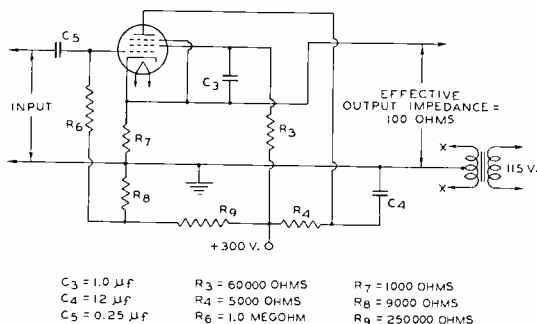 C5
INPUT
R6
R7
R8
C3
R3
R9
R4
+300 V.
C4
EFFECTIVE
OUTPUT IMPEDANCE =
100 OHMS
X
X
115 V.
C3 = 1.0 μf
C4 = 12 μf
C5 = 0.25 μf
R3 = 60000 OHMS
R4 = 5000 OHMS
R6 = 1.0 MEGOHM
R7 = 1000 OHMS
R8 = 9000 OHMS
R9 = 250000 OHMS